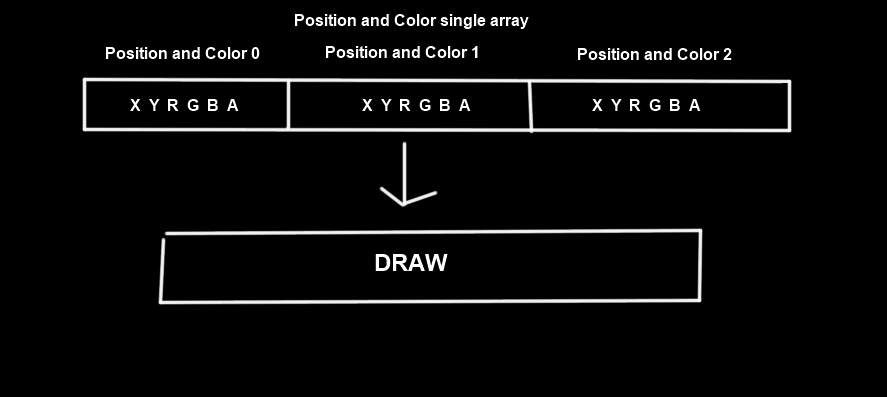 Position and Color single array
Position and Color 0
Position and Color 1
Position and Color 2
X Y R G B A
X Y R G B A
X Y R G B A
DRAW